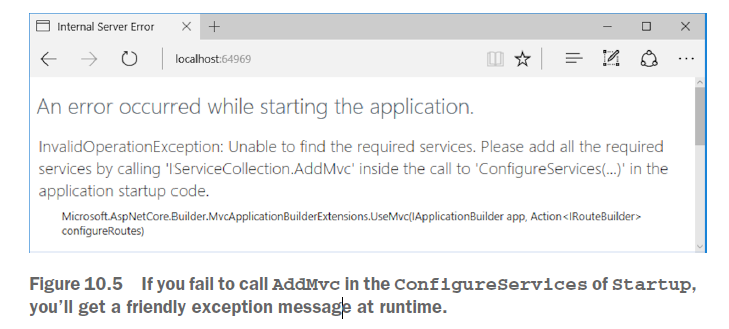 Internal Server Error
localhost:64969
An error occurred while starting the application.
InvalidOperationException: Unable to find the required services. Please add all the required
services by calling 'IServiceCollection.AddMvc' inside the call to 'ConfigureServices(...)' in the
application startup code.
Microsoft.AspNetCore.Builder.MvcApplicationBuilderExtensions.UseMvc(IApplicationBuilder app, Action<IRouteBuilder>
configureRoutes)
Figure 10.5 If you fail to call AddMvc in the ConfigureServices of Startup,
you'll get a friendly exception message at runtime.